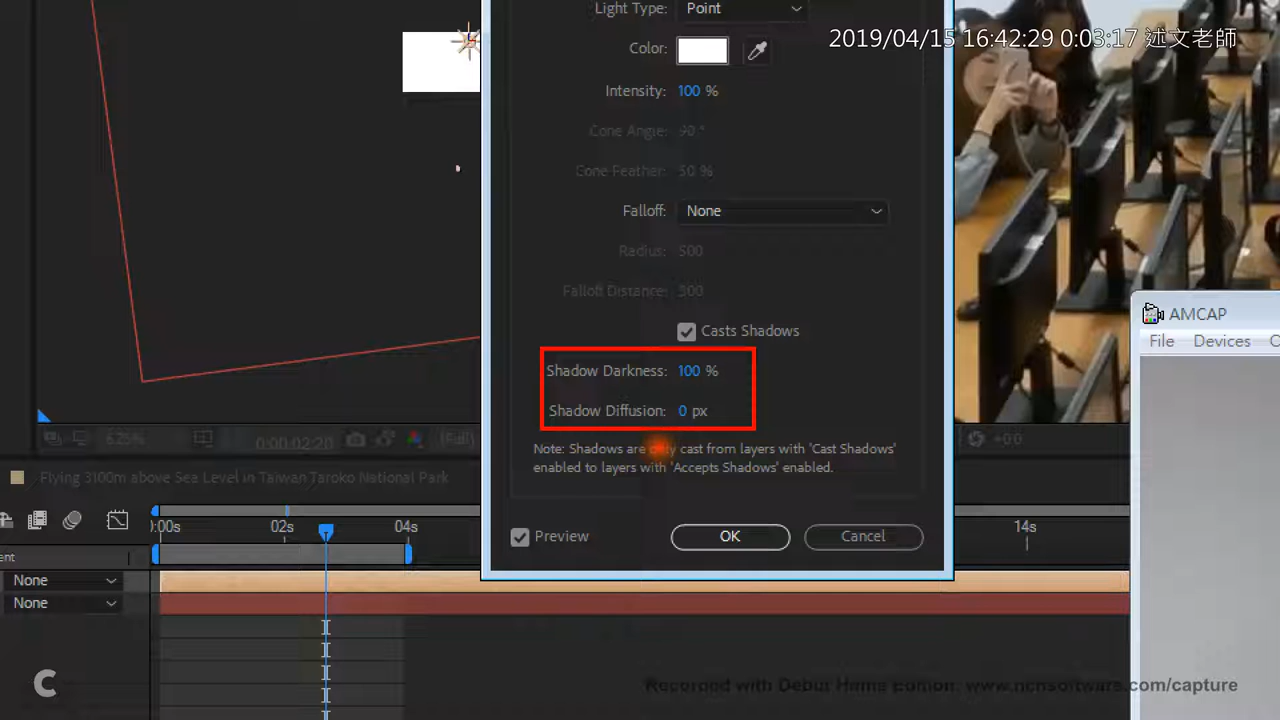 Light Type: Point
2019/04/15 16:42:29 0:03:17 述文老師
Color:
Intensity: 100 %
Cone Angle: 90 °
Cone Feather: 50 %
Falloff: None
Radius: 500
Falloff Distance: 500
Casts Shadows
Shadow Darkness: 100 %
Shadow Diffusion: 0 px
Note: Shadows are only cast from layers with 'Cast Shadows'
enabled to layers with 'Accepts Shadows' enabled.
Preview
OK
Cancel
AMCAP
File Devices
6.25% 0:00:02:20 (Full)
+0.0
Flying 3100m above Sea Level in Taiwan Taroko National Park
):00s 02s 04s 14s
ent
None
None
C
Recorded with Debut Home Edition: www.nchsoftware.com/capture